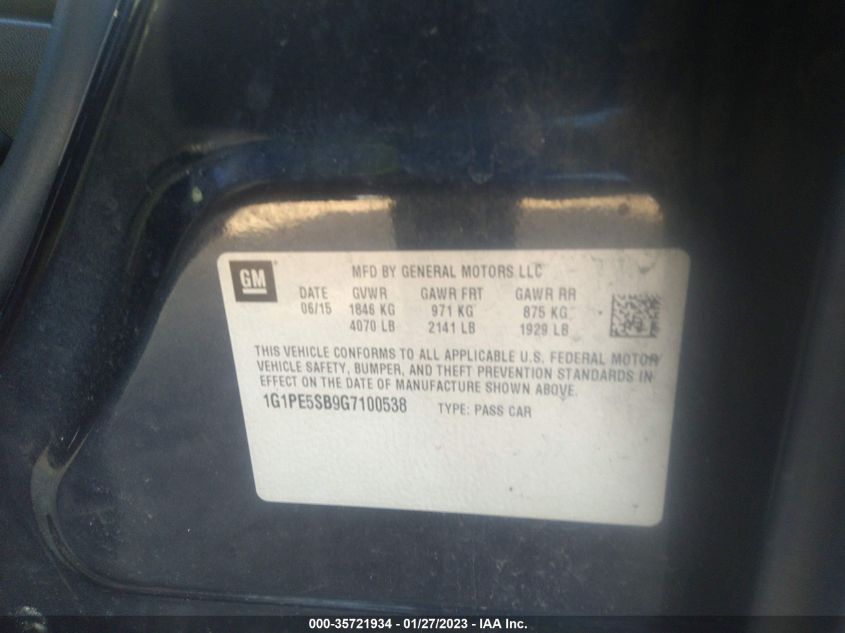 GM
MFD BY GENERAL MOTORS LLC
DATE GVWR GAWR FRT GAWR RR
06/15 1846 KG 971 KG 875 KG
4070 LB 2141 LB 1929 LB
THIS VEHICLE CONFORMS TO ALL APPLICABLE U.S. FEDERAL MOTOR
VEHICLE SAFETY, BUMPER, AND THEFT PREVENTION STANDARDS IN
EFFECT ON THE DATE OF MANUFACTURE SHOWN ABOVE.
1G1PE5SB9G7100538 TYPE: PASS CAR
000-35721934 - 01/27/2023 - IAA Inc.